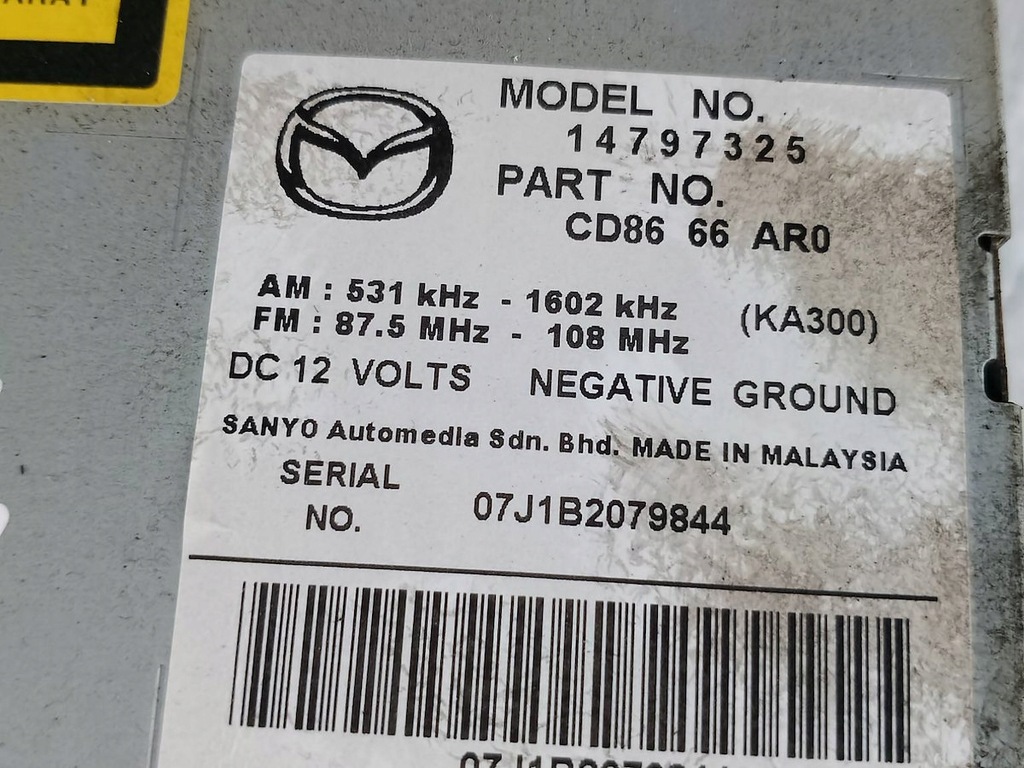 MODEL NO.
14797325
PART NO.
CD86 66 AR0
AM : 531 kHz - 1602 kHz (KA300)
FM : 87.5 MHz - 108 MHz
DC 12 VOLTS NEGATIVE GROUND
SANYO Automedia Sdn. Bhd. MADE IN MALAYSIA
SERIAL
NO. 07J1B2079844